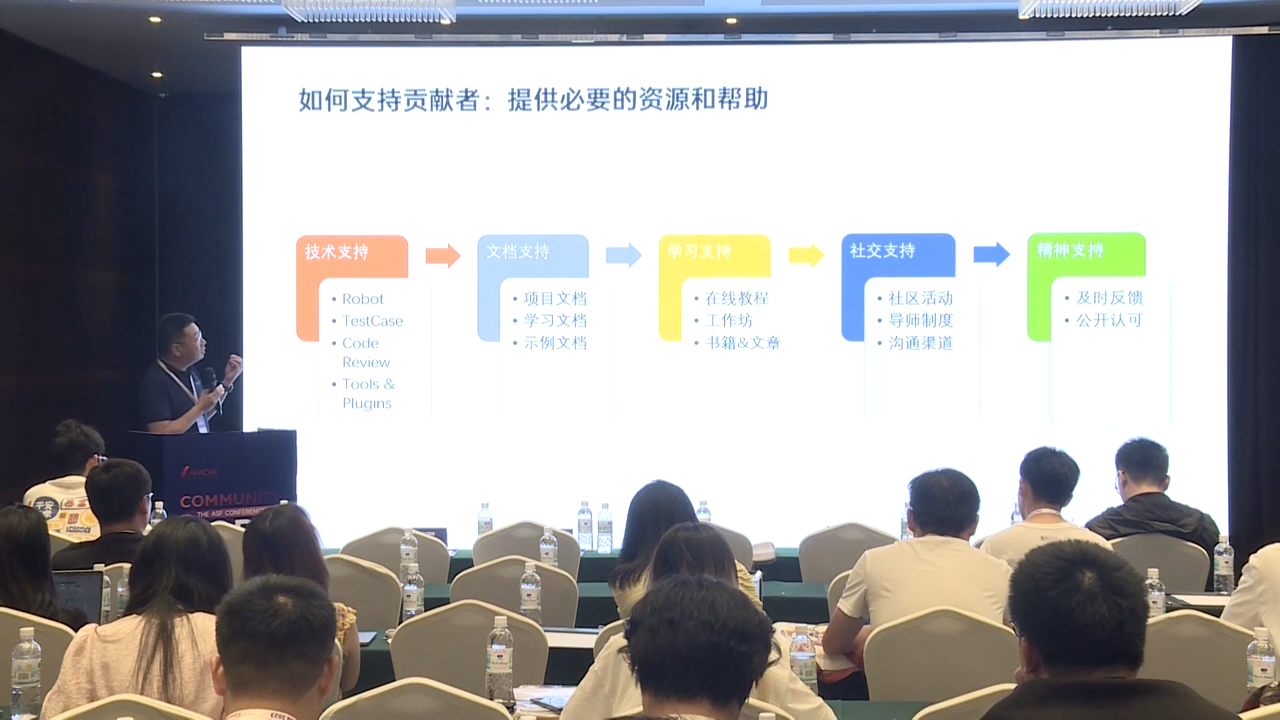 如何支持贡献者：提供必要的资源和帮助
技术支持
• Robot
• TestCase
• Code
Review
• Tools &
Plugins
文档支持
• 项目文档
• 学习文档
• 示例文档
学习支持
• 在线教程
• 工作坊
• 书籍&文章
社交支持
• 社区活动
• 导师制度
• 沟通渠道
精神支持
• 及时反馈
• 公开认可
APACHE
THE ASF CONFERENCE